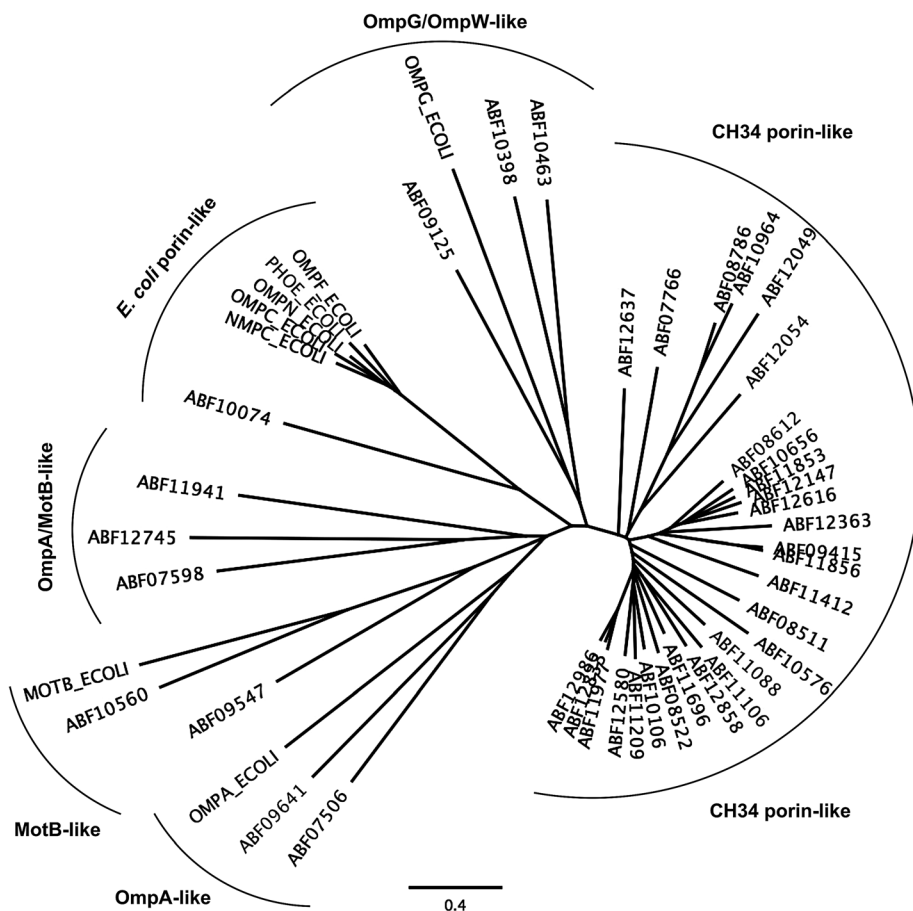 OmpG/OmpW-like
CH34 porin-like
E. coli porin-like
OmpA/MotB-like
MotB-like
OmpA-like
CH34 porin-like
OMPG_ECOLI
ABF10398
ABF10463
ABF09125
OMPF_ECOLI
PHOE_ECOLI
OMPN_ECOLI
OMPC_ECOLI
NMPC_ECOLI
ABF10074
ABF11941
ABF12745
ABF07598
MOTB_ECOLI
ABF10560
ABF09547
OMPA_ECOLI
ABF09641
ABF07506
ABF12637
ABF07766
ABF08786
ABF10964
ABF12049
ABF12054
ABF08612
ABF10656
ABF11853
ABF12147
ABF12616
ABF12363
ABF09415
ABF11856
ABF11412
ABF08511
ABF10576
ABF11088
ABF11106
ABF12858
ABF11696
ABF08522
ABF10106
ABF11209
ABF12580
ABF12386
0.4